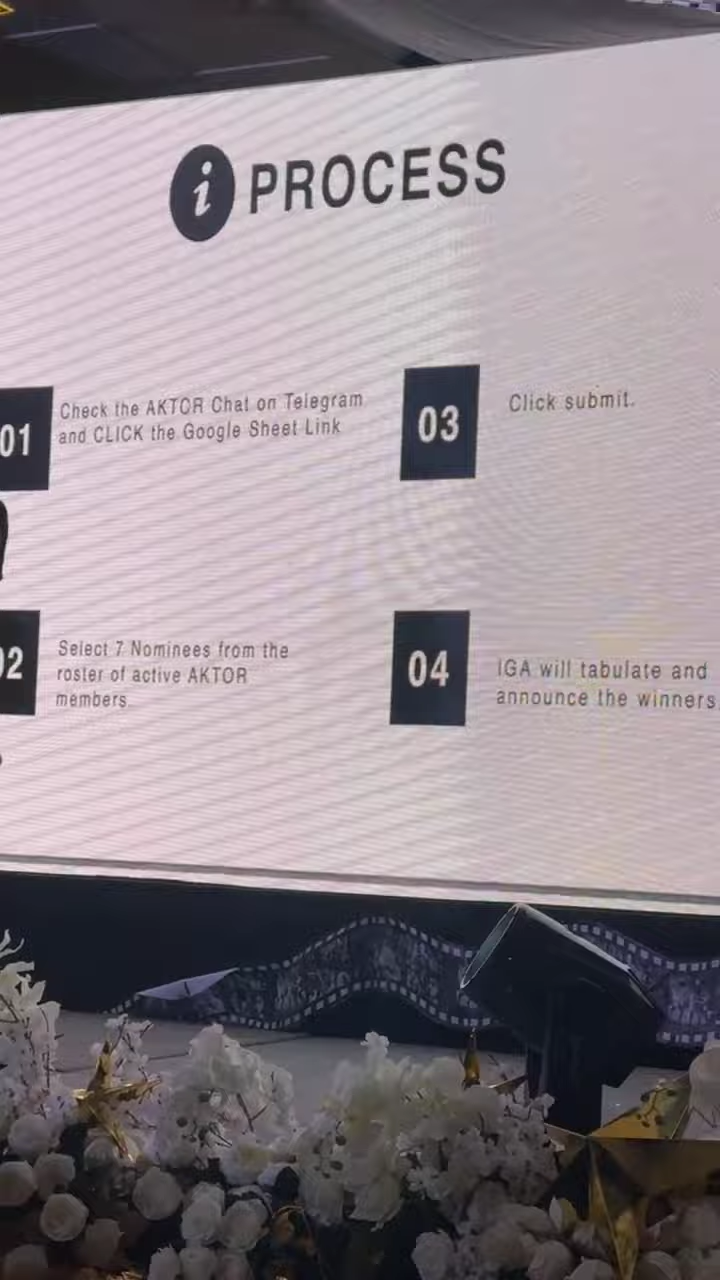 i PROCESS
01
Check the AKTOR Chat on Telegram
and CLICK the Google Sheet Link
02
Select 7 Nominees from the
roster of active AKTOR
members.
03
Click submit.
04
IGA will tabulate and
announce the winners.